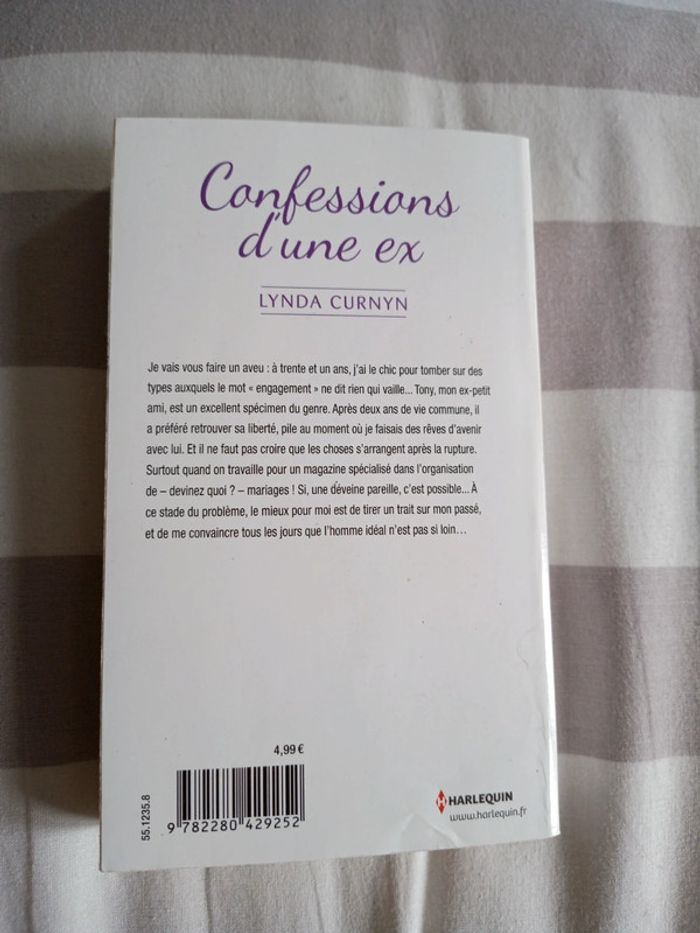 Confessions
d'une ex
LYNDA CURNYN
Je vais vous faire un aveu : à trente et un ans, j'ai le chic pour tomber sur des
types auxquels le mot « engagement » ne dit rien qui vaille... Tony, mon ex-petit
ami, est un excellent spécimen du genre. Après deux ans de vie commune, il
a préféré retrouver sa liberté, pile au moment où je faisais des rêves d'avenir
avec lui. Et il ne faut pas croire que les choses s'arrangent après la rupture.
Surtout quand on travaille pour un magazine spécialisé dans l'organisation
de – devinez quoi ? – mariages ! Si, une déveine pareille, c'est possible... À
ce stade du problème, le mieux pour moi est de tirer un trait sur mon passé,
et de me convaincre tous les jours que l'homme idéal n'est pas si loin...
4,99 €
55.1235.8
9 782280 429252
HARLEQUIN
www.harlequin.fr